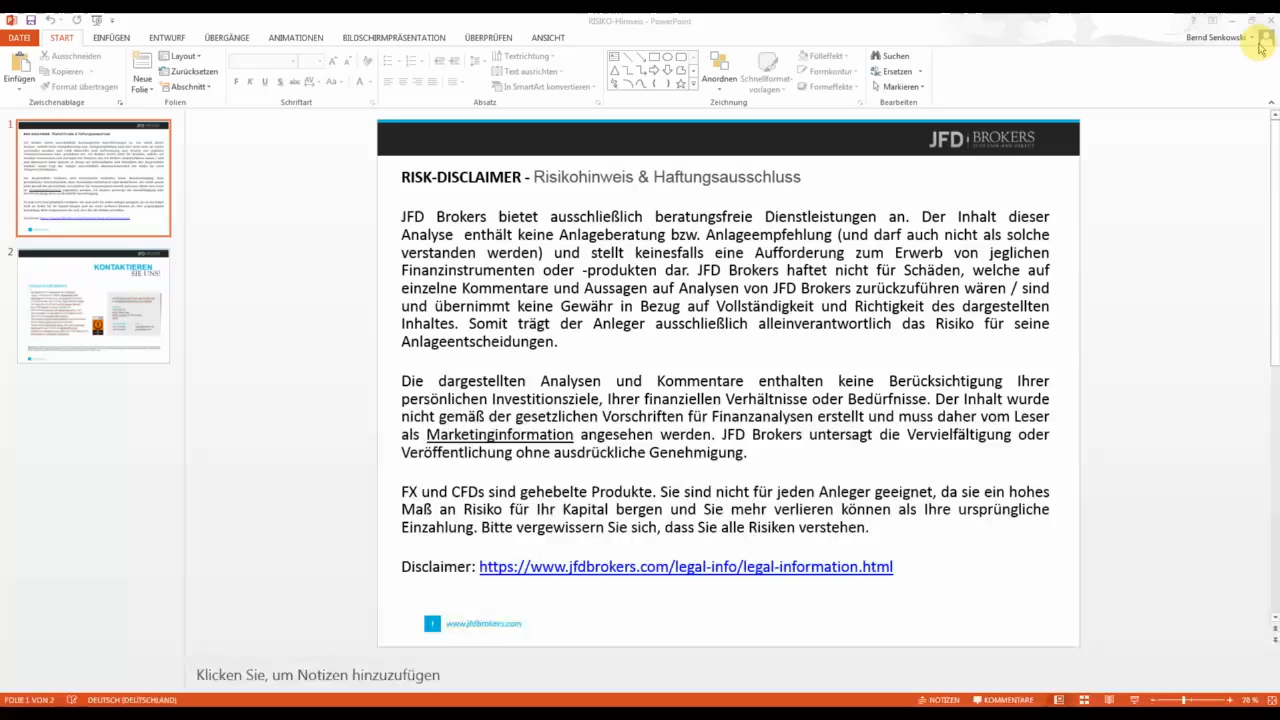 RISIKO-Hinweis - PowerPoint
DATEI START EINFÜGEN ENTWURF ÜBERGÄNGE ANIMATIONEN BILDSCHIRMPRÄSENTATION ÜBERPRÜFEN ANSICHT Bernd Senkowski
Einfügen
Ausschneiden
Kopieren
Format übertragen
Zwischenablage
Neue
Folie
Layout
Zurücksetzen
Abschnitt
Folien
F K U S abc AV Aa A
Schriftart
Textrichtung
Text ausrichten
In SmartArt konvertieren
Absatz
Anordnen
Schnellformat-
vorlagen
Fülleffekt
Formkontur
Formeffekte
Zeichnung
Suchen
Ersetzen
Markieren
Bearbeiten
1
2
KONTAKTIEREN
SIE UNS!
JFD BROKERS
RISK-DISCLAIMER - Risikohinweis & Haftungsausschuss
JFD Brokers bietet ausschließlich beratungsfreie Dienstleistungen an. Der Inhalt dieser
Analyse enthält keine Anlageberatung bzw. Anlageempfehlung (und darf auch nicht als solche
verstanden werden) und stellt keinesfalls eine Aufforderung zum Erwerb von jeglichen
Finanzinstrumenten oder -produkten dar. JFD Brokers haftet nicht für Schäden, welche auf
einzelne Kommentare und Aussagen auf Analysen von JFD Brokers zurückzuführen wären / sind
und übernimmt keine Gewähr in Bezug auf Vollständigkeit und Richtigkeit des dargestellten
Inhaltes. Somit trägt der Anleger ausschließlich alleinverantwortlich das Risiko für seine
Anlageentscheidungen.
Die dargestellten Analysen und Kommentare enthalten keine Berücksichtigung Ihrer
persönlichen Investitionsziele, Ihrer finanziellen Verhältnisse oder Bedürfnisse. Der Inhalt wurde
nicht gemäß der gesetzlichen Vorschriften für Finanzanalysen erstellt und muss daher vom Leser
als Marketinginformation angesehen werden. JFD Brokers untersagt die Vervielfältigung oder
Veröffentlichung ohne ausdrückliche Genehmigung.
FX und CFDs sind gehebelte Produkte. Sie sind nicht für jeden Anleger geeignet, da sie ein hohes
Maß an Risiko für Ihr Kapital bergen und Sie mehr verlieren können als Ihre ursprüngliche
Einzahlung. Bitte vergewissern Sie sich, dass Sie alle Risiken verstehen.
Disclaimer: https://www.jfdbrokers.com/legal-info/legal-information.html
www.jfdbrokers.com
Klicken Sie, um Notizen hinzuzufügen
FOLIE 1 VON 2 DEUTSCH (DEUTSCHLAND) NOTIZEN KOMMENTARE 78 %